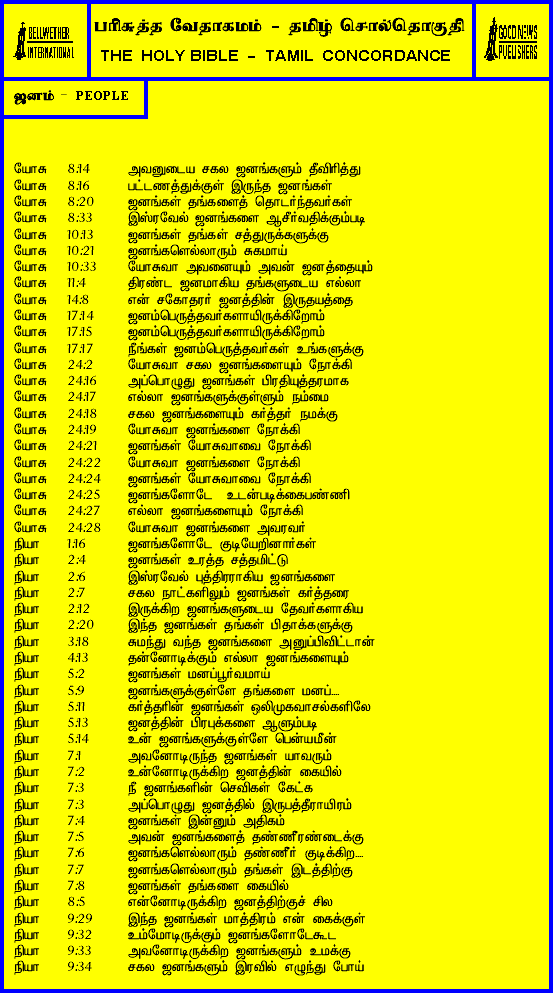 BELLWETHER
INTERNATIONAL
பரிசுத்த வேதாகமம் - தமிழ் சொல்தொகுதி
THE HOLY BIBLE - TAMIL CONCORDANCE
GOOD NEWS
PUBLISHERS
ஜனம் - PEOPLE
யோசு 8:14 அவனுடைய சகல ஜனங்களும் தீவிரித்து
யோசு 8:16 பட்டணத்துக்குள் இருந்த ஜனங்கள்
யோசு 8:20 ஜனங்கள் தங்களைத் தொடர்ந்தவர்கள்
யோசு 8:33 இஸ்ரவேல் ஜனங்களை ஆசீர்வதிக்கும்படி
யோசு 10:13 ஜனங்கள் தங்கள் சத்துருக்களுக்கு
யோசு 10:21 ஜனங்களெல்லாரும் சுகமாய்
யோசு 10:33 யோசுவா அவனையும் அவன் ஜனத்தையும்
யோசு 11:4 திரண்ட ஜனமாகிய தங்களுடைய எல்லா
யோசு 14:8 என் சகோதரர் ஜனத்தின் இருதயத்தை
யோசு 17:14 ஜனம்பெருத்தவர்களாயிருக்கிறோம்
யோசு 17:15 ஜனம்பெருத்தவர்களாயிருக்கிறோம்
யோசு 17:17 நீங்கள் ஜனம்பெருத்தவர்கள் உங்களுக்கு
யோசு 24:2 யோசுவா சகல ஜனங்களையும் நோக்கி
யோசு 24:16 அப்பொழுது ஜனங்கள் பிரதியுத்தரமாக
யோசு 24:17 எல்லா ஜனங்களுக்குள்ளும் நம்மை
யோசு 24:18 சகல ஜனங்களையும் கர்த்தர் நமக்கு
யோசு 24:19 யோசுவா ஜனங்களை நோக்கி
யோசு 24:21 ஜனங்கள் யோசுவாவை நோக்கி
யோசு 24:22 யோசுவா ஜனங்களை நோக்கி
யோசு 24:24 ஜனங்கள் யோசுவாவை நோக்கி
யோசு 24:25 ஜனங்களோடே உடன்படிக்கைபண்ணி
யோசு 24:27 எல்லா ஜனங்களையும் நோக்கி
யோசு 24:28 யோசுவா ஜனங்களை அவரவர்
நியா 1:16 ஜனங்களோடே குடியேறினார்கள்
நியா 2:4 ஜனங்கள் உரத்த சத்தமிட்டு
நியா 2:6 இஸ்ரவேல் புத்திரராகிய ஜனங்களை
நியா 2:7 சகல நாட்களிலும் ஜனங்கள் கர்த்தரை
நியா 2:12 இருக்கிற ஜனங்களுடைய தேவர்களாகிய
நியா 2:20 இந்த ஜனங்கள் தங்கள் பிதாக்களுக்கு
நியா 3:18 சுமந்து வந்த ஜனங்களை அனுப்பிவிட்டான்
நியா 4:13 தன்னோடிக்கும் எல்லா ஜனங்களையும்
நியா 5:2 ஜனங்கள் மனப்பூர்வமாய்
நியா 5:9 ஜனங்களுக்குள்ளே தங்களை மனப்...
நியா 5:11 கர்த்தரின் ஜனங்கள் ஒலிமுகவாசல்களிலே
நியா 5:13 ஜனத்தின் பிரபுக்களை ஆளும்படி
நியா 5:14 உன் ஜனங்களுக்குள்ளே பென்யமீன்
நியா 7:1 அவனோடிருந்த ஜனங்கள் யாவரும்
நியா 7:2 உன்னோடிருக்கிற ஜனத்தின் கையில்
நியா 7:3 நீ ஜனங்களின் செவிகள் கேட்க
நியா 7:3 அப்பொழுது ஜனத்தில் இருபத்தீராயிரம்
நியா 7:4 ஜனங்கள் இன்னும் அதிகம்
நியா 7:5 அவன் ஜனங்களைத் தண்ணீரண்டைக்கு
நியா 7:6 ஜனங்களெல்லாரும் தண்ணீர் குடிக்கிற...
நியா 7:7 ஜனங்களெல்லாரும் தங்கள் இடத்திற்கு
நியா 7:8 ஜனங்கள் தங்களை கையில்
நியா 8:5 என்னோடிருக்கிற ஜனத்திற்குச் சில
நியா 9:29 இந்த ஜனங்கள் மாத்திரம் என் கைக்குள்
நியா 9:32 உம்மோடிருக்கும் ஜனங்களோடேகூட
நியா 9:33 அவனோடிருக்கிற ஜனங்களும் உமக்கு
நியா 9:34 சகல ஜனங்களும் இரவில் எழுந்து போய்